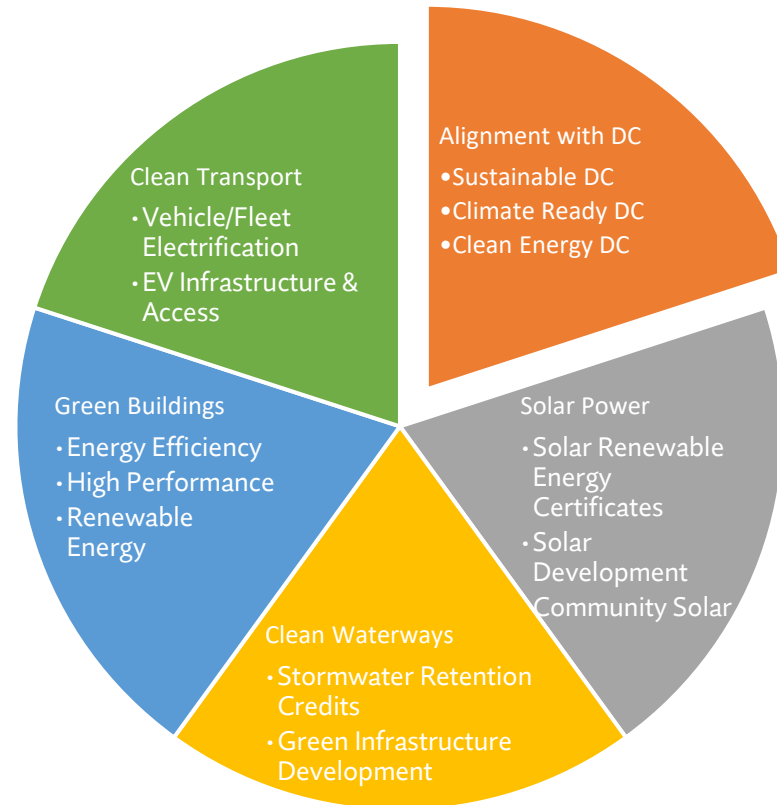 Alignment with DC
•Sustainable DC
•Climate Ready DC
•Clean Energy DC
Solar Power
• Solar Renewable
Energy
Certificates
• Solar
Development
Community Solar
Clean Waterways
• Stormwater Retention
Credits
• Green Infrastructure
Development
Green Buildings
• Energy Efficiency
• High Performance
• Renewable
Energy
Clean Transport
• Vehicle/Fleet
Electrification
• EV Infrastructure &
Access